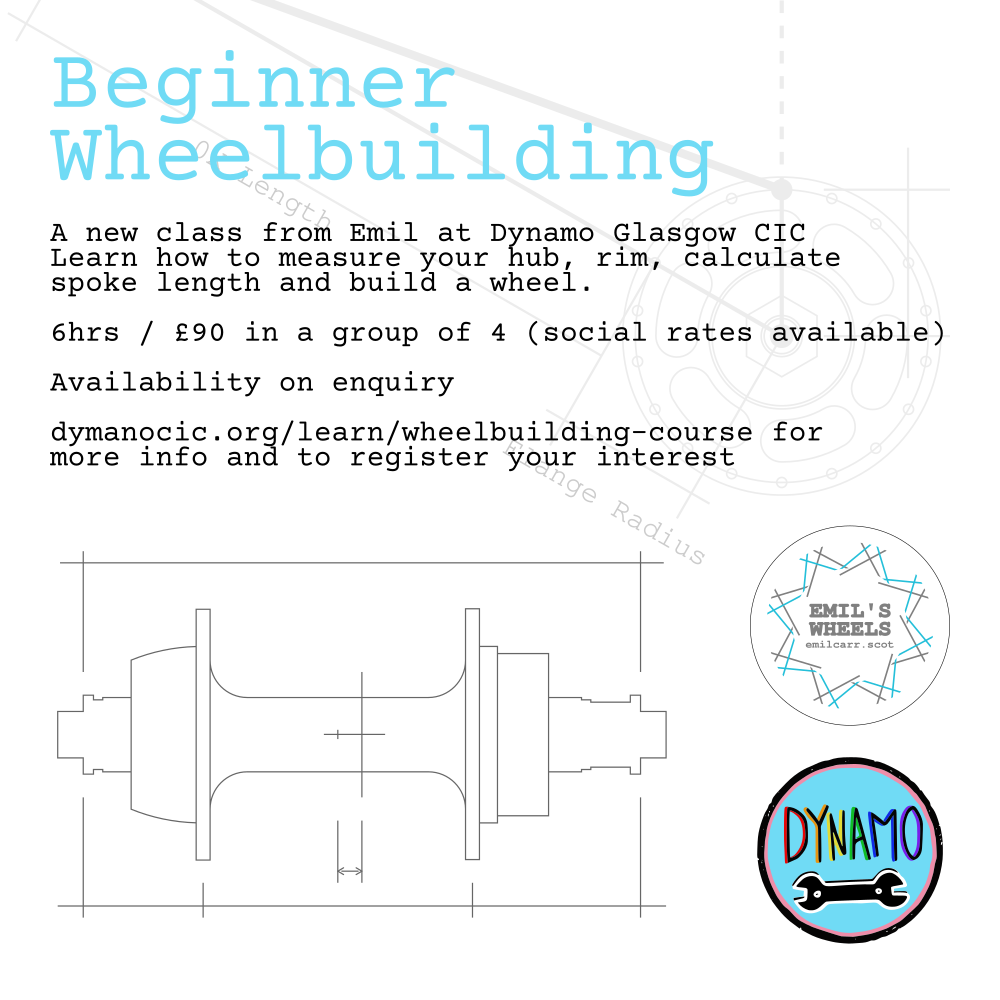 Beginner
Wheelbuilding
A new class from Emil at Dynamo Glasgow CIC
Learn how to measure your hub, rim, calculate
spoke length and build a wheel.
6hrs / £90 in a group of 4 (social rates available)
Availability on enquiry
dymanocic.org/learn/wheelbuilding-course for
more info and to register your interest
Length
Flange Radius
EMIL'S
WHEELS
emilcarr.scot
DYNAMO